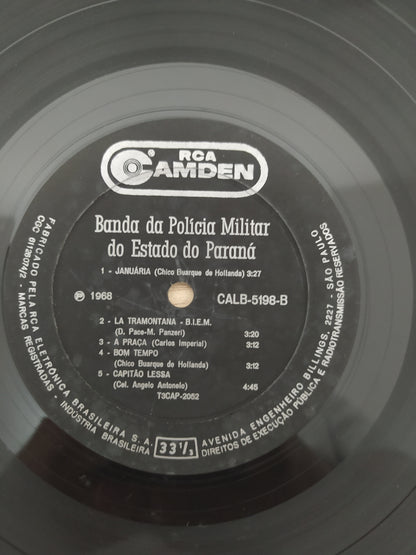 RCA
CAMDEN
Banda da Polícia Militar
do Estado do Paraná
1 - JANUÁRIA (Chico Buarque de Hollanda) 3:27
℗ 1968
CALB-5198-B
2 - LA TRAMONTANA - B.I.E.M.
(D. Pace-M. Panzeri) 3:20
3 - A PRAÇA (Carlos Imperial) 3:12
4 - BOM TEMPO
(Chico Buarque de Hollanda) 3:12
5 - CAPITÃO LESSA
(Cel. Angelo Antonelo) 4:45
T3CAP-2052
33 1/3
FABRICADO PELA RCA ELETRÔNICA BRASILEIRA S. A.
CGC - MARCAS REGISTRADAS - INDÚSTRIA BRASILEIRA
AVENIDA ENGENHEIRO BILLINGS, 2227 - SÃO PAULO
DIREITOS DE EXECUÇÃO PÚBLICA E RADIOTRANSMISSÃO RESERVADOS